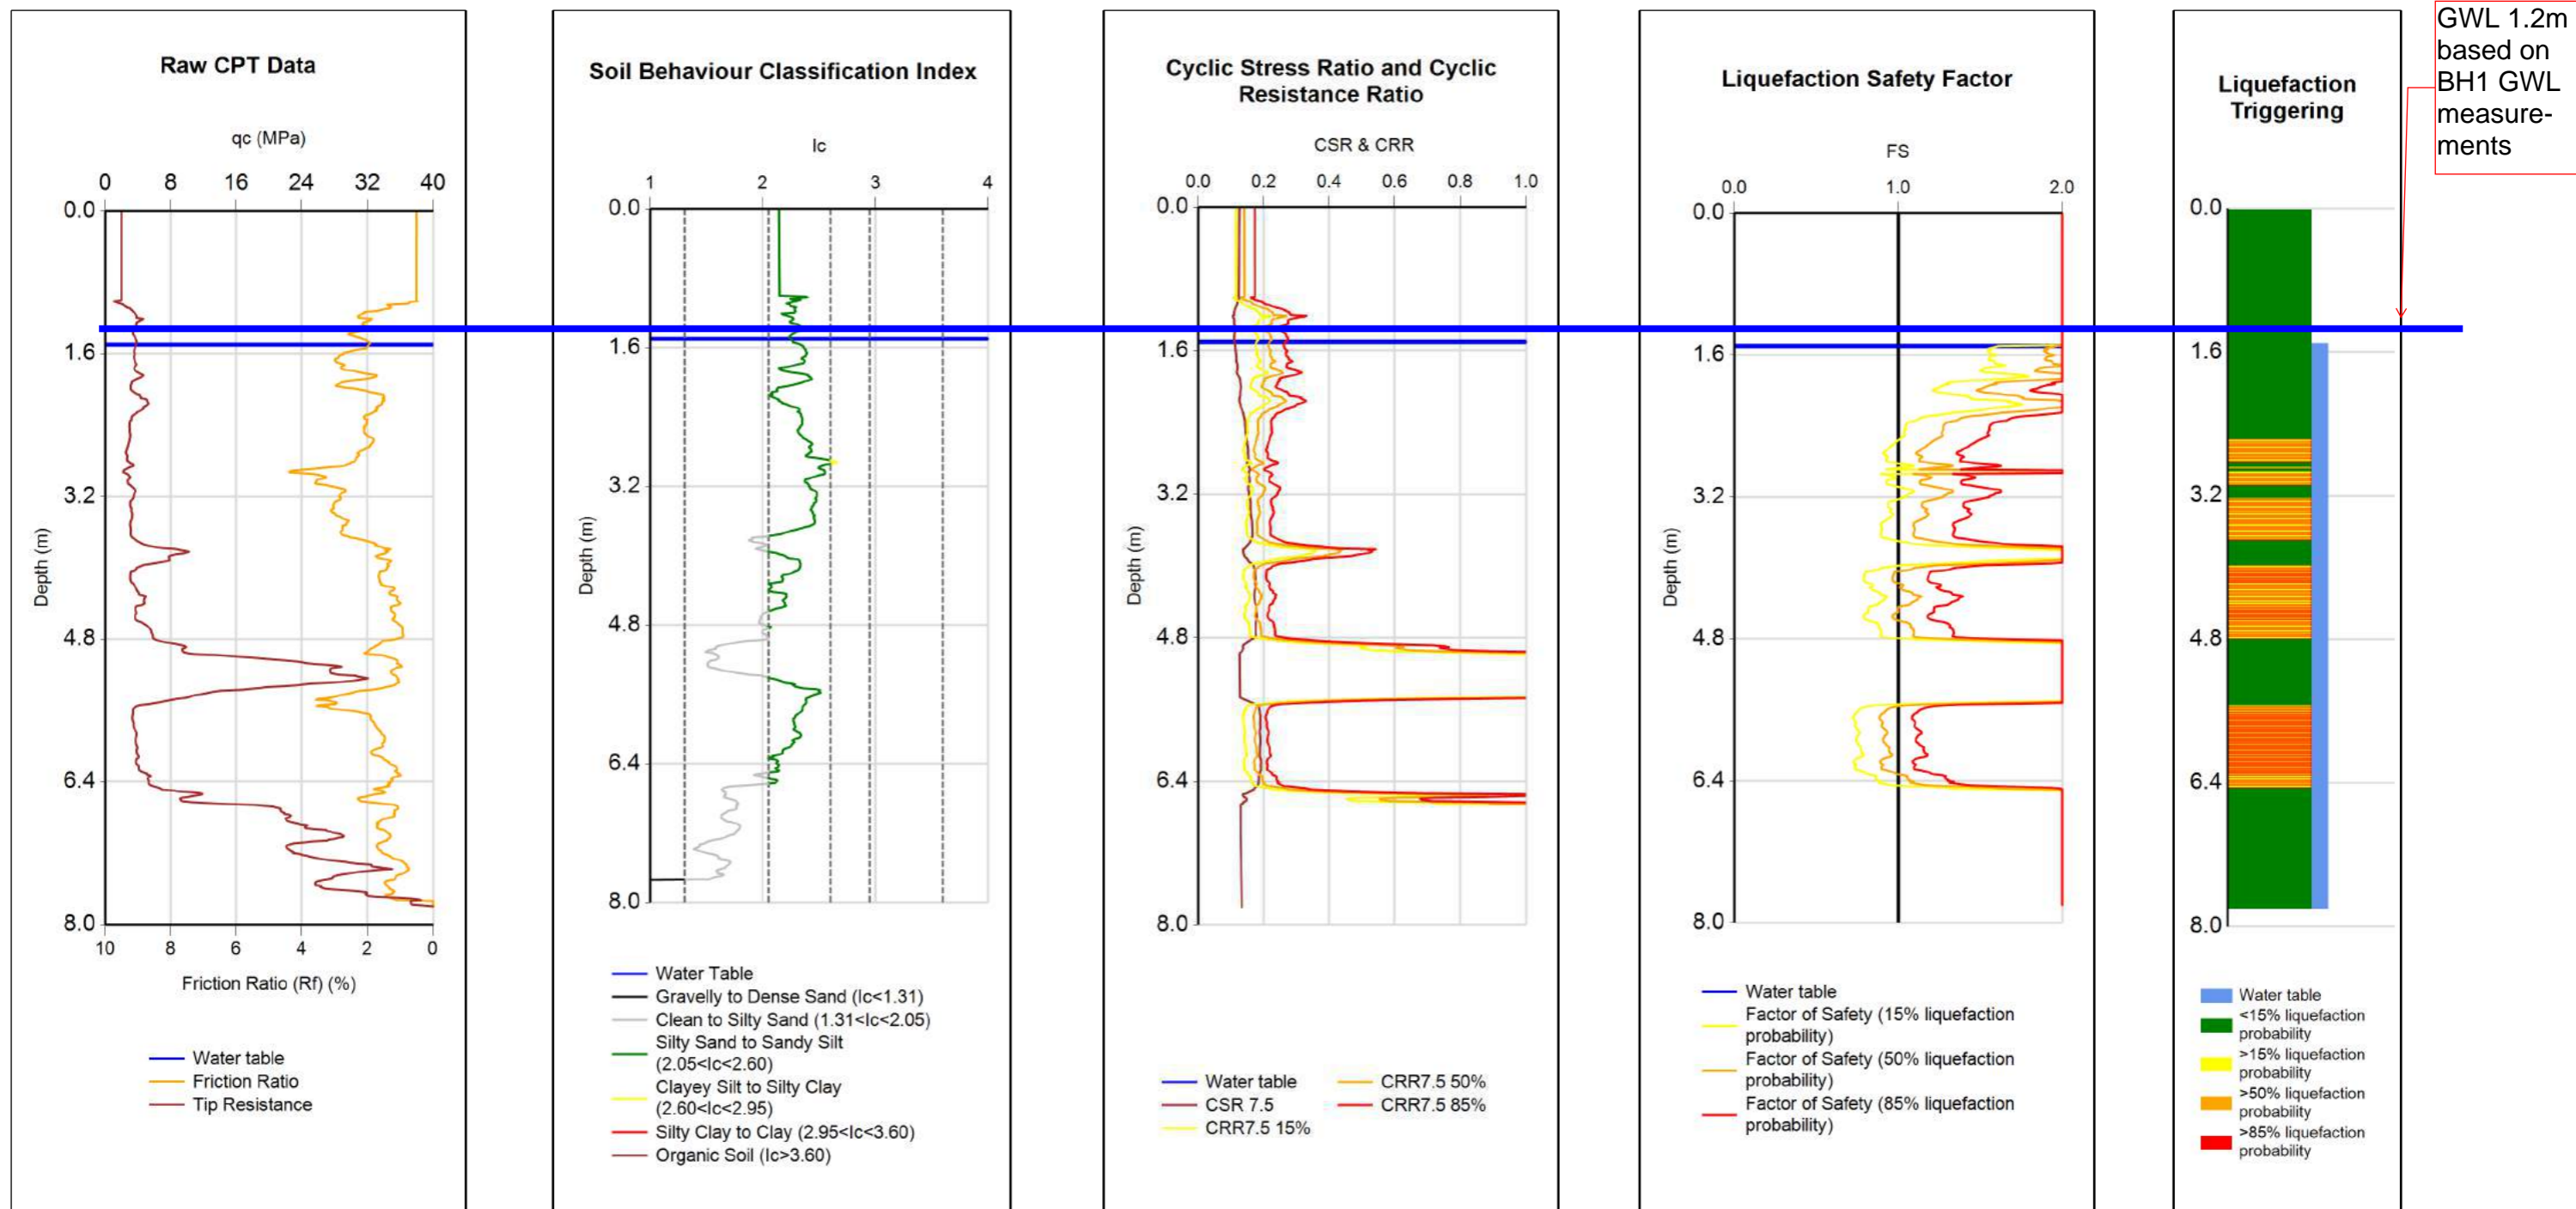 Raw CPT Data
qc (MPa)
0 8 16 24 32 40
0.0
1.6
3.2
4.8
6.4
8.0
Depth (m)
10 8 6 4 2 0
Friction Ratio (Rf) (%)
Water table
Friction Ratio
Tip Resistance
Soil Behaviour Classification Index
Ic
1 2 3 4
0.0
1.6
3.2
4.8
6.4
8.0
Depth (m)
Water Table
Gravelly to Dense Sand (Ic<1.31)
Clean to Silty Sand (1.31<Ic<2.05)
Silty Sand to Sandy Silt
(2.05<Ic<2.60)
Clayey Silt to Silty Clay
(2.60<Ic<2.95)
Silty Clay to Clay (2.95<Ic<3.60)
Organic Soil (Ic>3.60)
Cyclic Stress Ratio and Cyclic
Resistance Ratio
CSR & CRR
0.0 0.2 0.4 0.6 0.8 1.0
0.0
1.6
3.2
4.8
6.4
8.0
Depth (m)
Water table
CSR 7.5
CRR7.5 15%
CRR7.5 50%
CRR7.5 85%
Liquefaction Safety Factor
FS
0.0 1.0 2.0
0.0
1.6
3.2
4.8
6.4
8.0
Depth (m)
Water table
Factor of Safety (15% liquefaction
probability)
Factor of Safety (50% liquefaction
probability)
Factor of Safety (85% liquefaction
probability)
Liquefaction
Triggering
0.0
1.6
3.2
4.8
6.4
8.0
Water table
<15% liquefaction
probability
>15% liquefaction
probability
>50% liquefaction
probability
>85% liquefaction
probability
GWL 1.2m
based on
BH1 GWL
measure-
ments